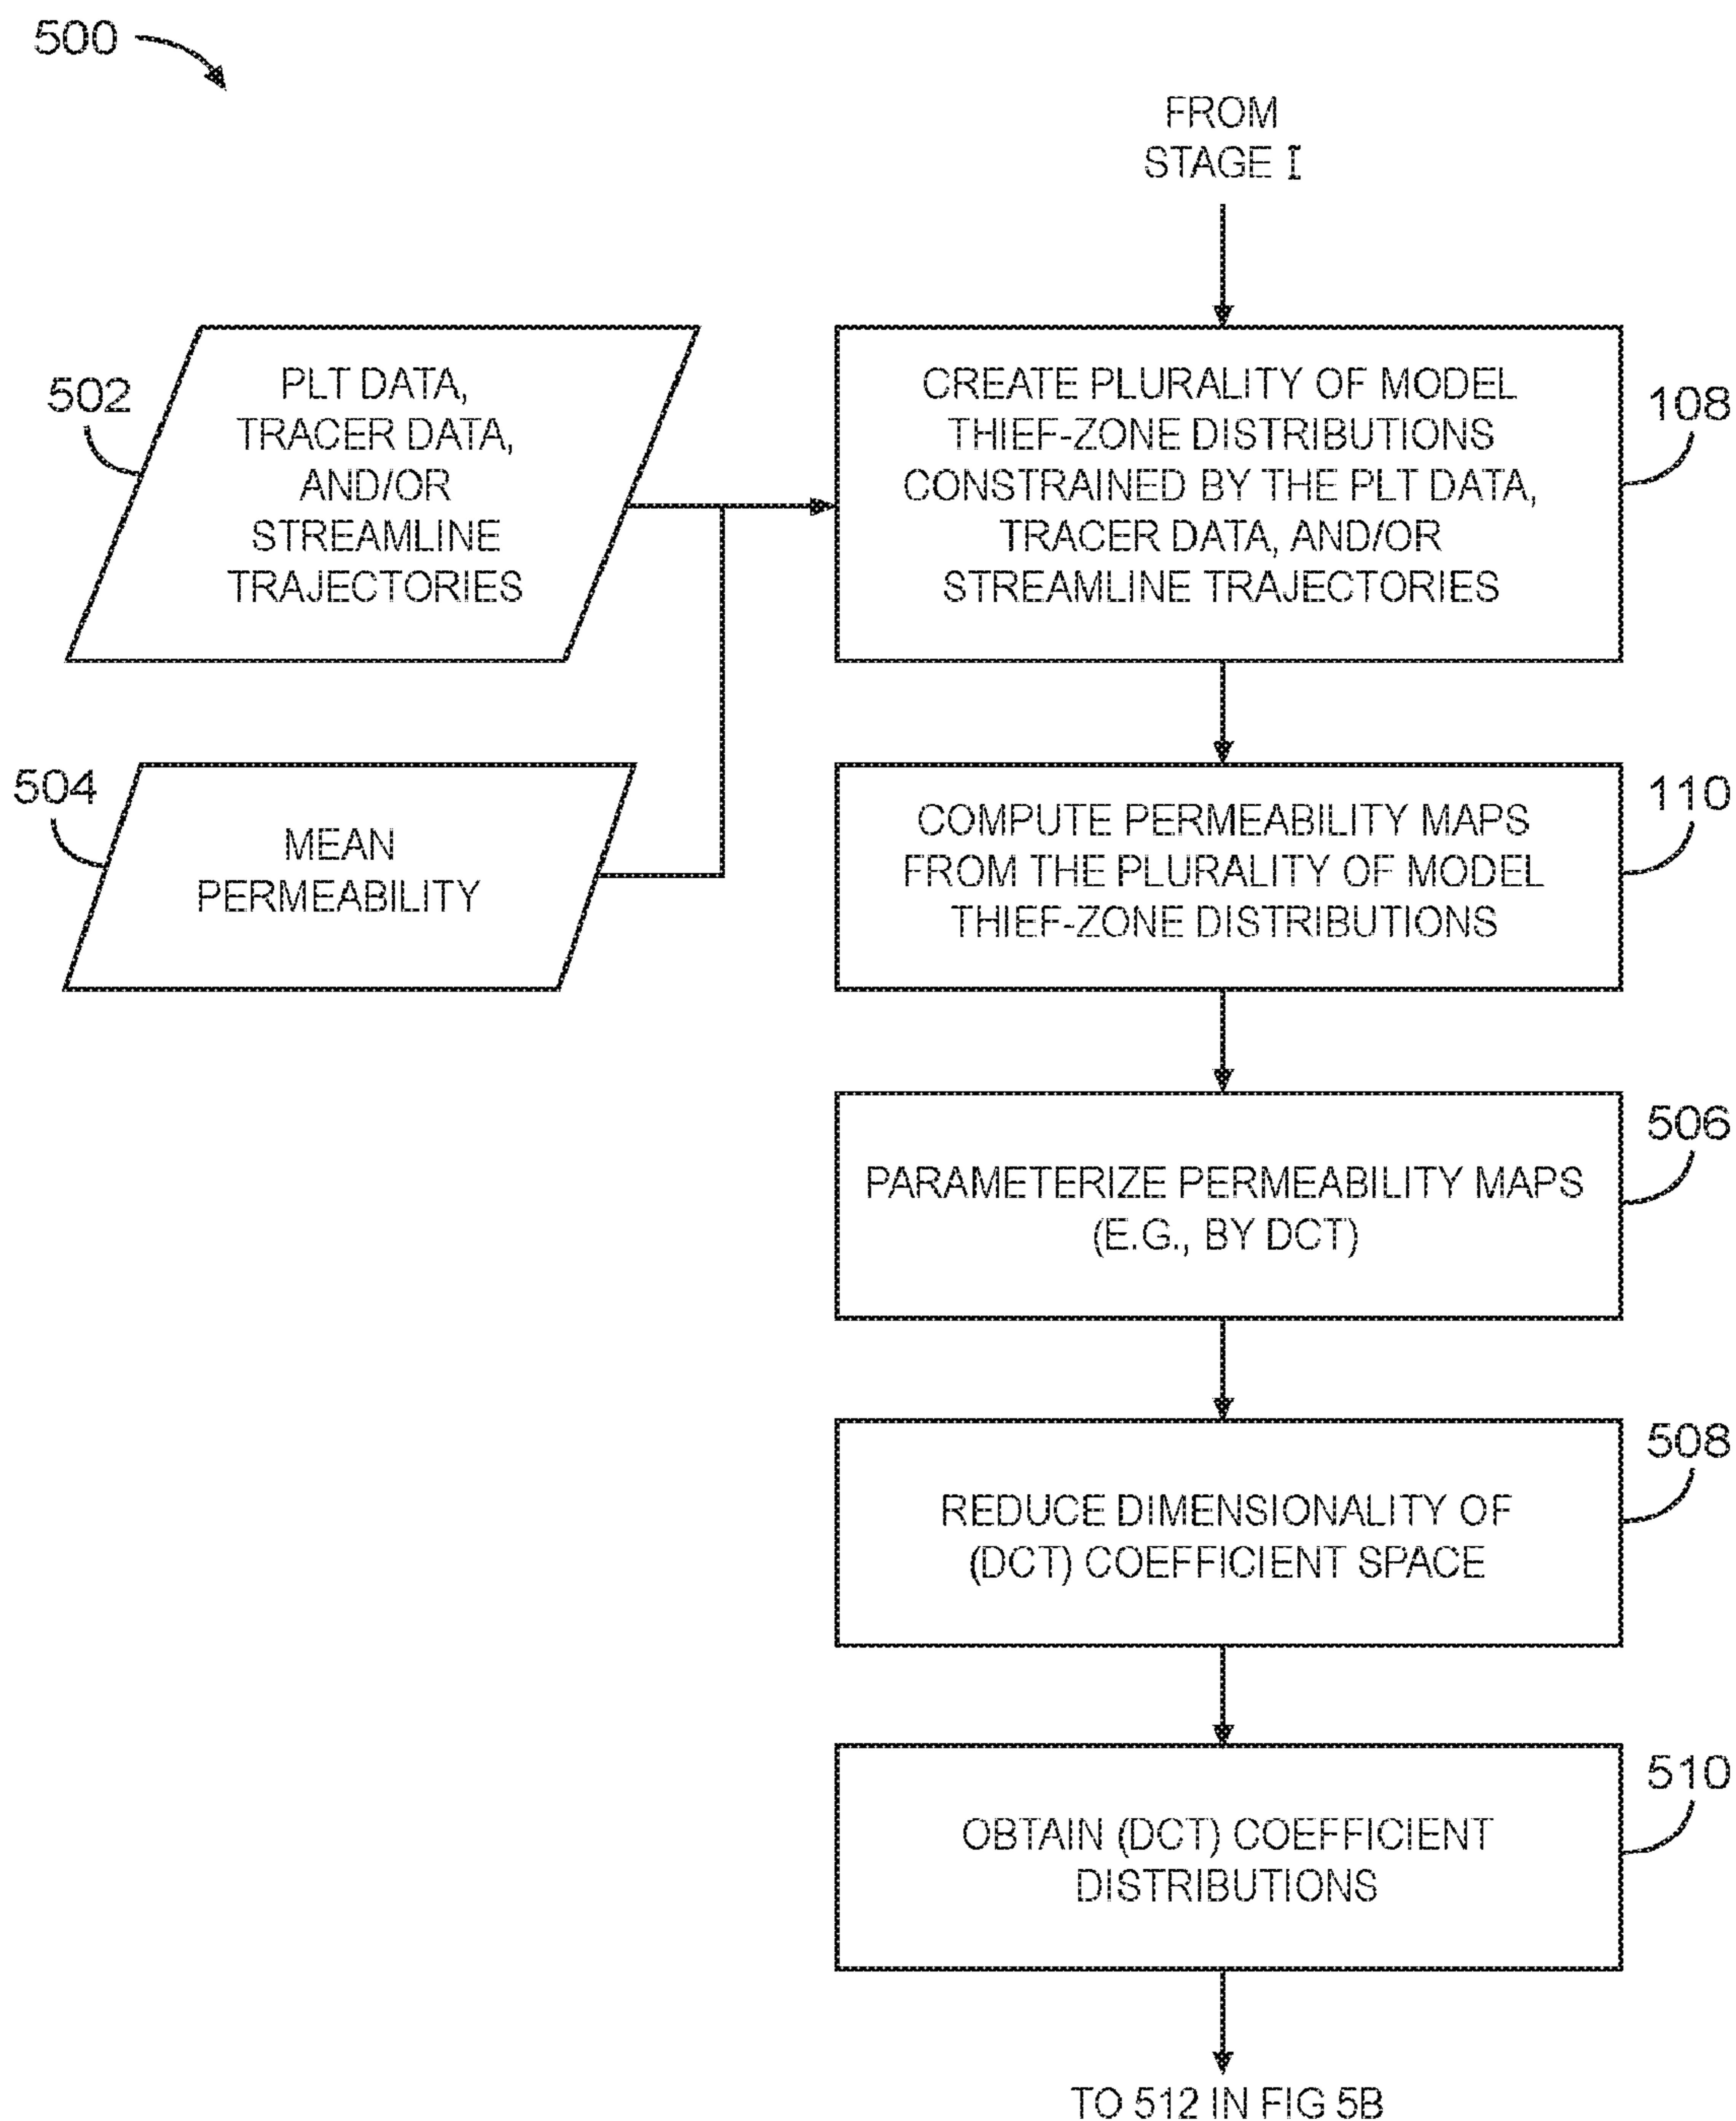 500
FROM
STAGE I
502
PLT DATA,
TRACER DATA,
AND/OR
STREAMLINE
TRAJECTORIES
CREATE PLURALITY OF MODEL
THIEF-ZONE DISTRIBUTIONS
CONSTRAINED BY THE PLT DATA,
TRACER DATA, AND/OR
STREAMLINE TRAJECTORIES
108
504
MEAN
PERMEABILITY
COMPUTE PERMEABILITY MAPS
FROM THE PLURALITY OF MODEL
THIEF-ZONE DISTRIBUTIONS
110
PARAMETERIZE PERMEABILITY MAPS
(E.G., BY DCT)
506
REDUCE DIMENSIONALITY OF
(DCT) COEFFICIENT SPACE
508
OBTAIN (DCT) COEFFICIENT
DISTRIBUTIONS
510
TO 512 IN FIG 5B